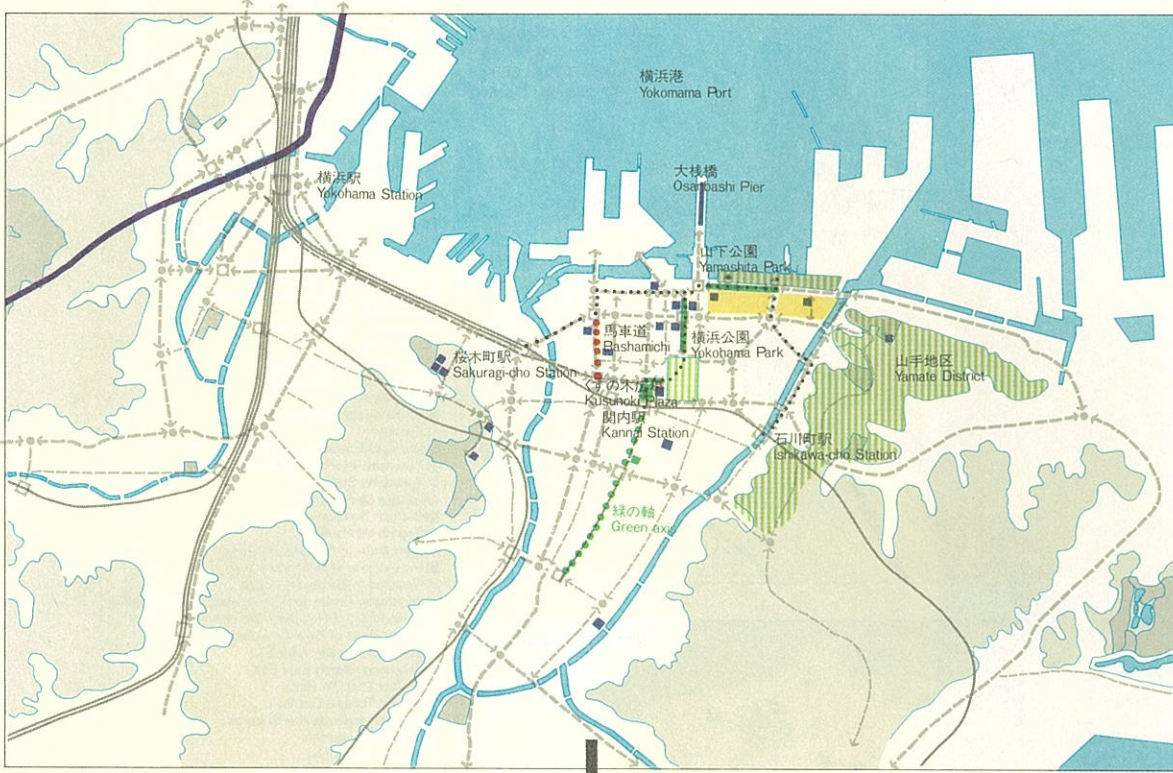 横浜港
Yokomama Port
大桟橋
Osanbashi Pier
横浜駅
Yokohama Station
山下公園
Yamashita Park
馬車道
Bashamichi
横浜公園
Yokohama Park
桜木町駅
Sakuragi-cho Station
山手地区
Yamate District
くすの木
Kusunoki Plaza
関内駅
Kannai Station
石川町駅
Ishikawa-cho Station
緑の軸
Green axis